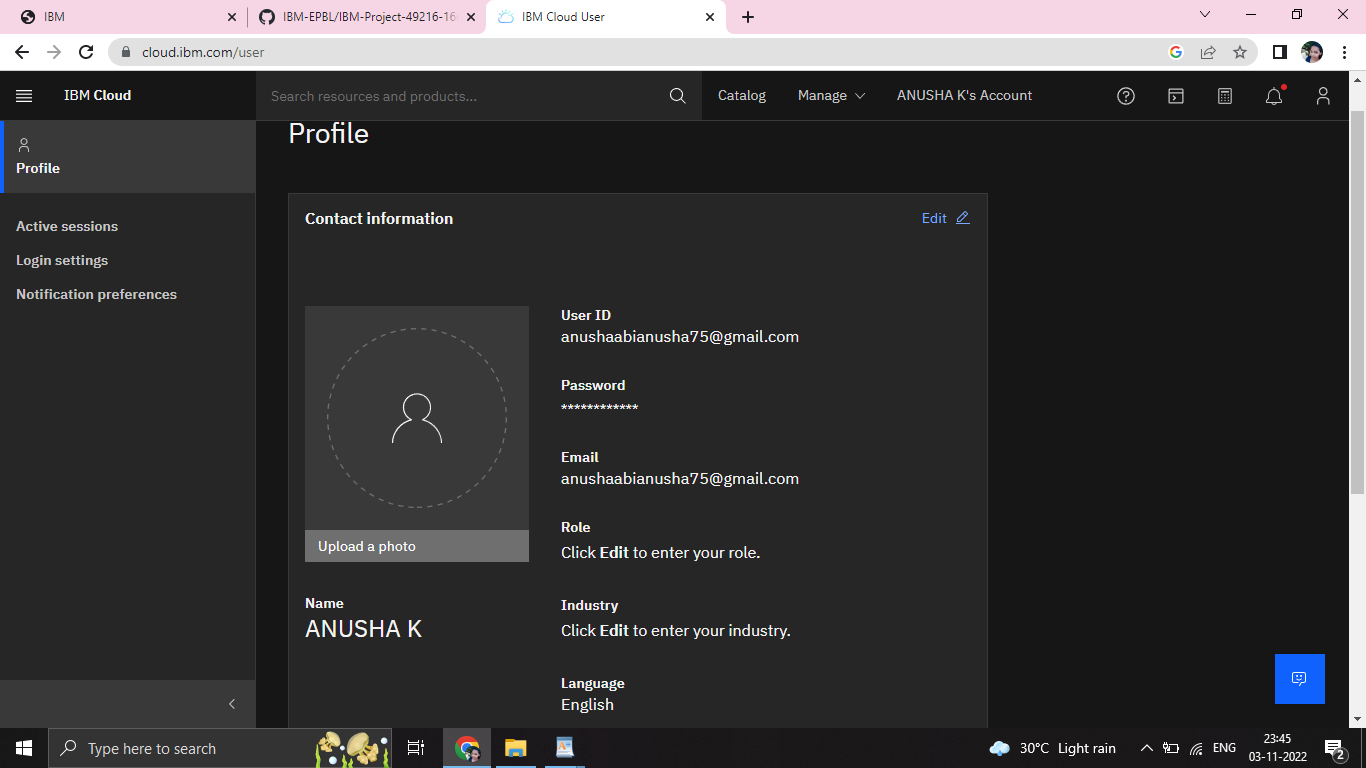 IBM
IBM-EPBL/IBM-Project-49216-16
IBM Cloud User
cloud.ibm.com/user
IBM Cloud
Search resources and products...
Catalog
Manage
ANUSHA K's Account
Profile
Active sessions
Login settings
Notification preferences
Profile
Contact information
Edit
Upload a photo
Name
ANUSHA K
User ID
anushaabianusha75@gmail.com
Password
************
Email
anushaabianusha75@gmail.com
Role
Click Edit to enter your role.
Industry
Click Edit to enter your industry.
Language
English
Type here to search
30°C Light rain
ENG
23:45
03-11-2022
2